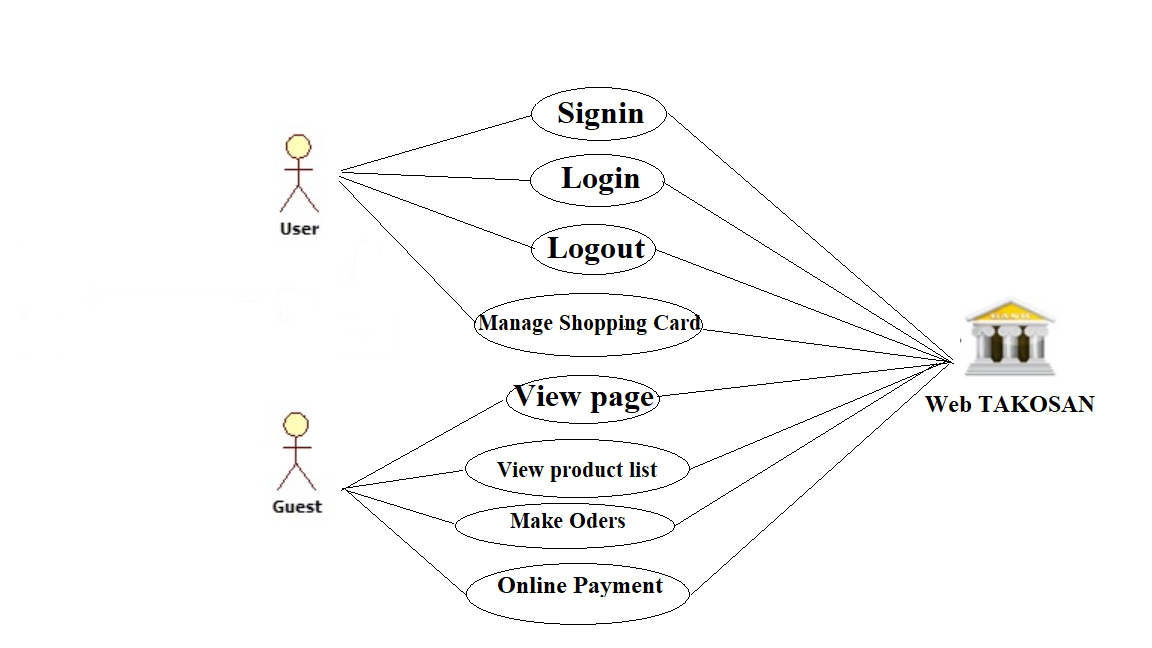 Signin
Login
User
Logout
Manage Shopping Card
BANK
View page
Web TAKOSAN
View product list
Guest
Make Oders
Online Payment